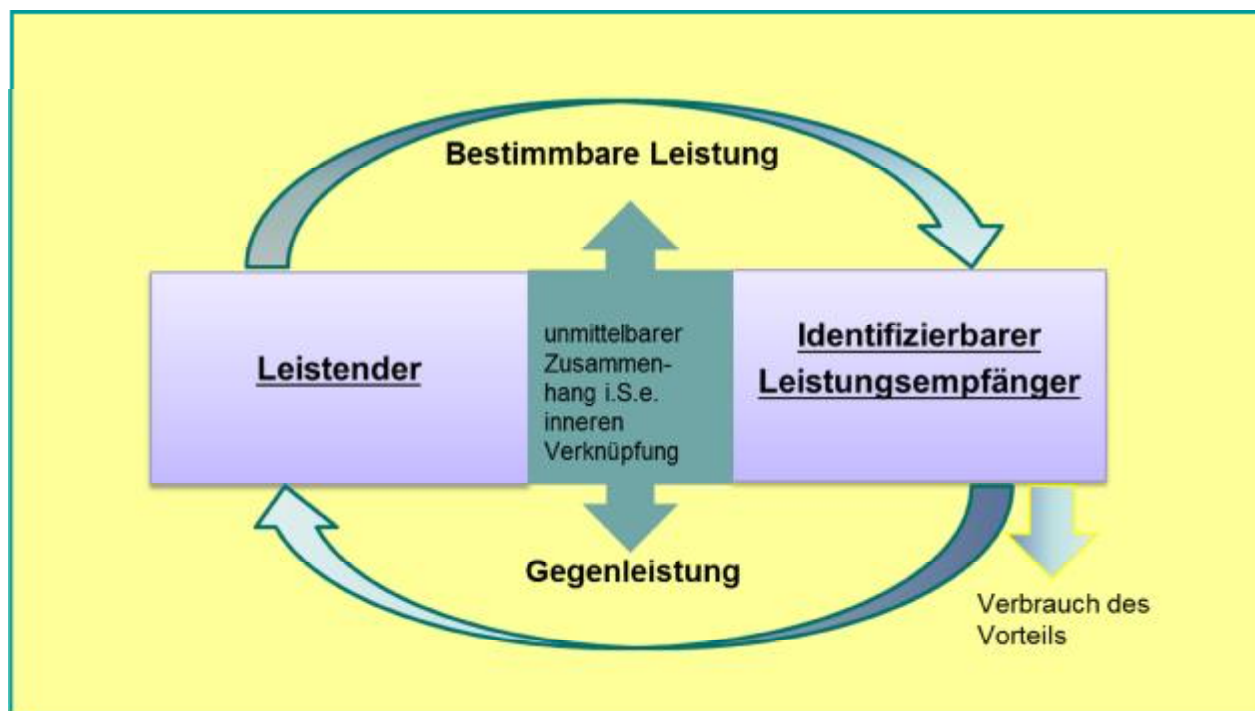 Bestimmbare Leistung
Leistender
unmittelbarer
Zusammen-
hang i.S.e.
inneren
Verknüpfung
Identifizierbarer
Leistungsempfänger
Gegenleistung
Verbrauch des
Vorteils